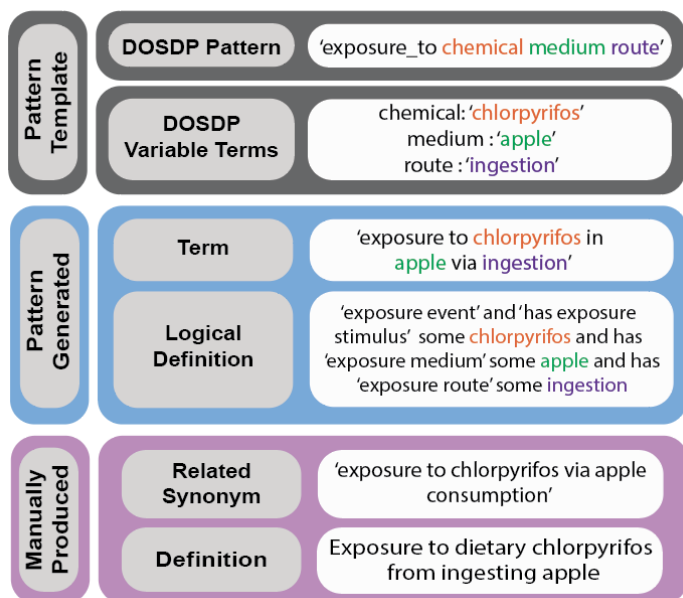 Pattern
Template
DOSDP Pattern
‘exposure_to chemical medium route’
DOSDP
Variable Terms
chemical: ‘chlorpyrifos’
medium : ‘apple’
route : ‘ingestion’
Pattern
Generated
Term
‘exposure to chlorpyrifos in
apple via ingestion’
Logical
Definition
‘exposure event’ and ‘has exposure
stimulus’ some chlorpyrifos and has
‘exposure medium’ some apple and has
‘exposure route’ some ingestion
Manually
Produced
Related
Synonym
‘exposure to chlorpyrifos via apple
consumption’
Definition
Exposure to dietary chlorpyrifos
from ingesting apple